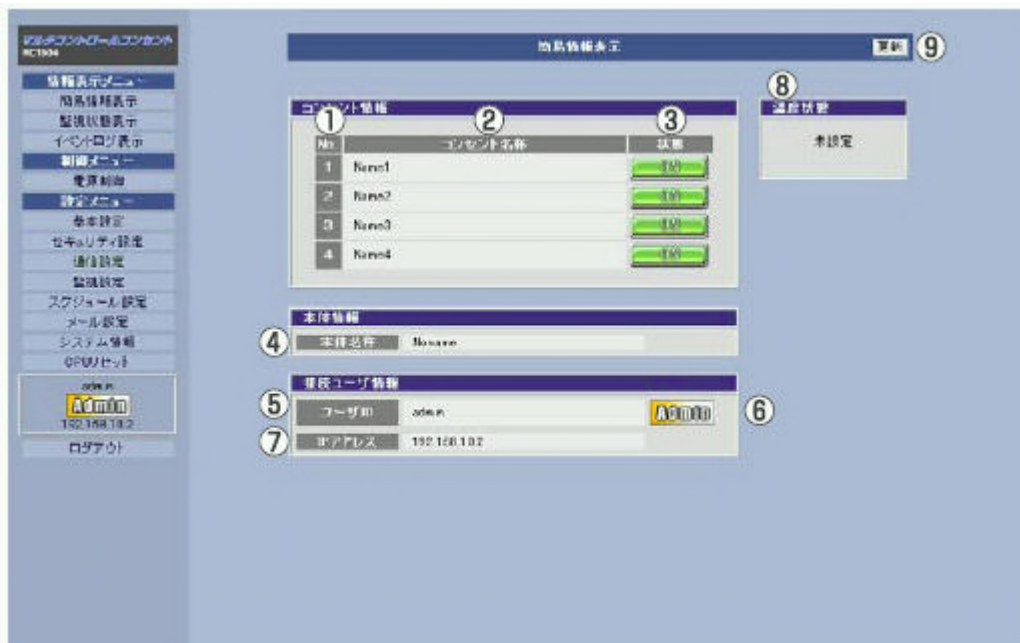 マルチコントロールコンセント
RC1504
情報表示メニュー
簡易情報表示
監視状態表示
イベントログ表示
制御メニュー
電源制御
設定メニュー
基本設定
セキュリティ設定
通信設定
監視設定
スケジュール設定
メール設定
システム情報
CPUリセット
admin
Admin
192.168.10.2
ログアウト
簡易情報表示
更新 ⑨
コンセント情報
① ② ③
No. コンセント名称 状態
1 Name1 ON
2 Name2 ON
3 Name3 ON
4 Name4 ON
⑧
温度状態
未設定
本体情報
④ 本体名称 Noname
接続ユーザ情報
⑤ ユーザID admin Admin ⑥
⑦ IPアドレス 192.168.10.2